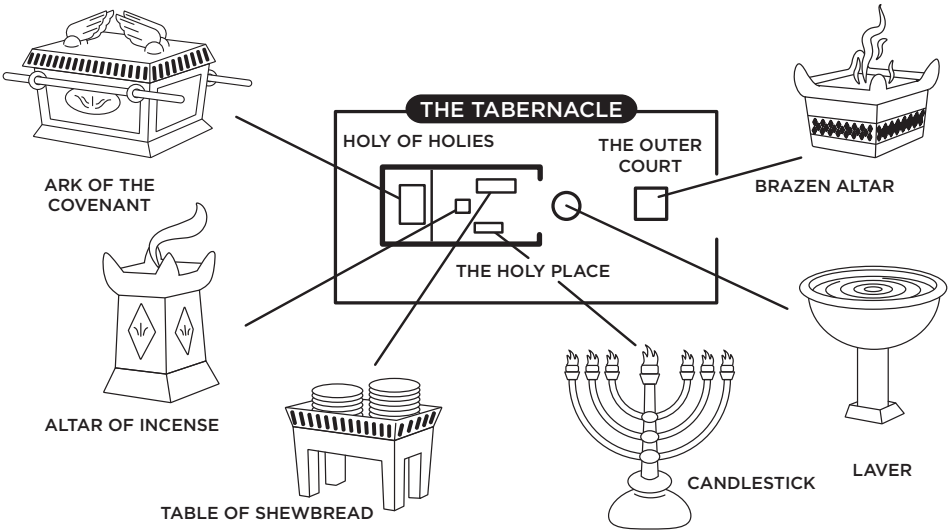 THE TABERNACLE
HOLY OF HOLIES
THE OUTER
COURT
ARK OF THE
COVENANT
BRAZEN ALTAR
THE HOLY PLACE
ALTAR OF INCENSE
TABLE OF SHEWBREAD
CANDLESTICK
LAVER